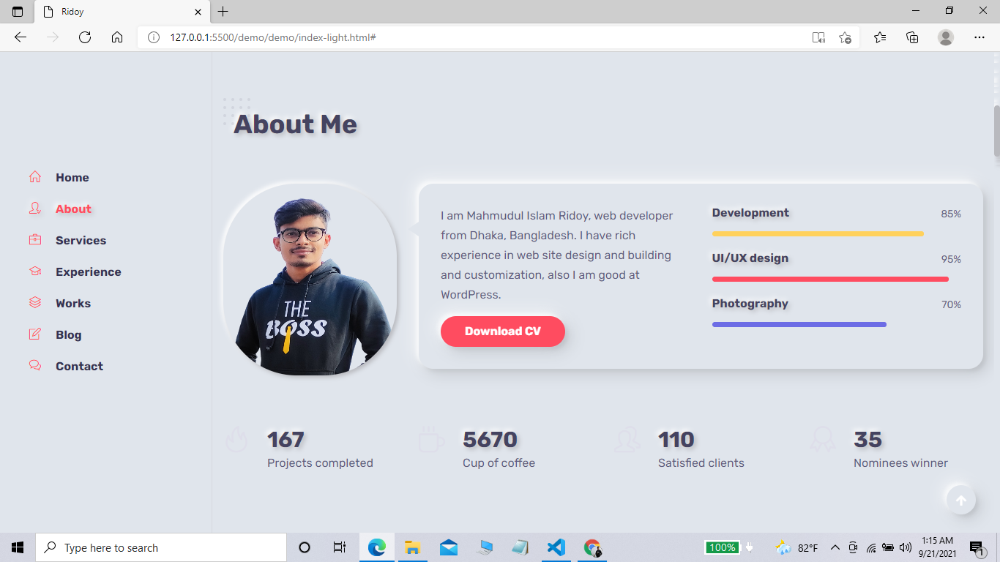 Ridoy
127.0.0.1:5500/demo/demo/index-light.html#
About Me
Home
About
Services
Experience
Works
Blog
Contact
THE
BOSS
I am Mahmudul Islam Ridoy, web developer
from Dhaka, Bangladesh. I have rich
experience in web site design and building
and customization, also I am good at
WordPress.
Download CV
Development 85%
UI/UX design 95%
Photography 70%
167
Projects completed
5670
Cup of coffee
110
Satisfied clients
35
Nominees winner
Type here to search
100%
82°F
1:15 AM
9/21/2021
1